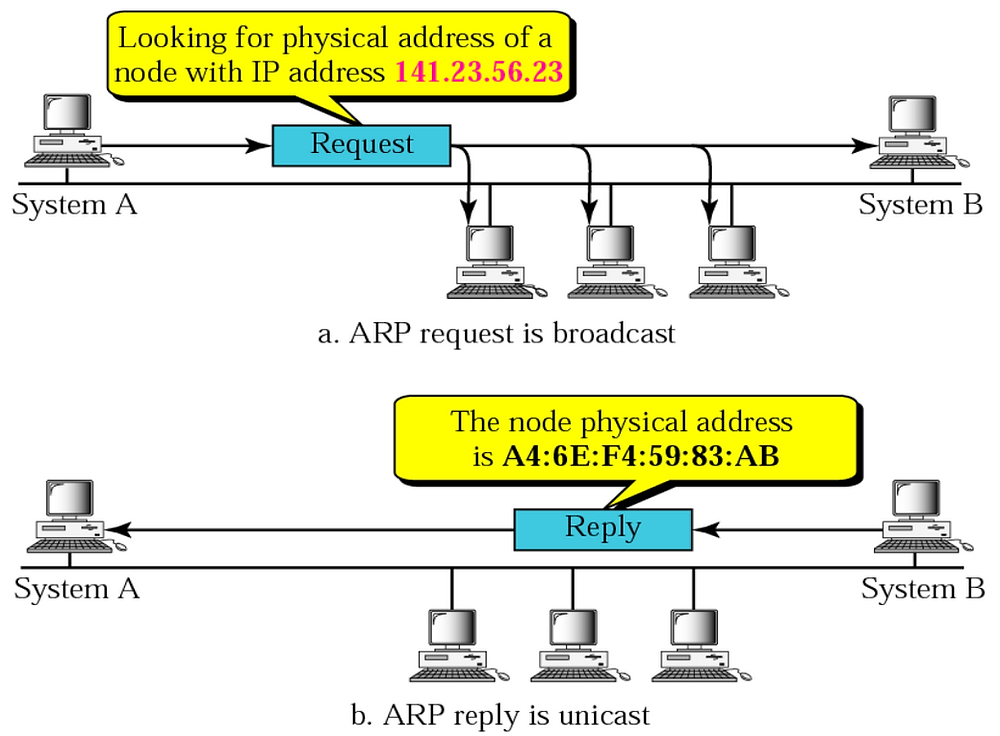 Looking for physical address of a
node with IP address 141.23.56.23
Request
System A
System B
a. ARP request is broadcast
The node physical address
is A4:6E:F4:59:83:AB
Reply
System A
System B
b. ARP reply is unicast